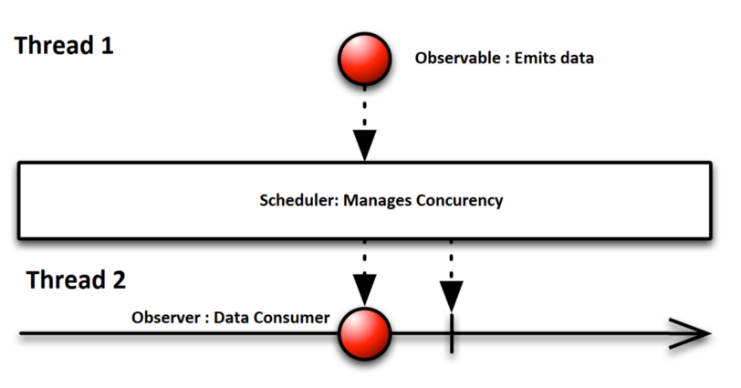 Thread 1
Observable : Emits data
Scheduler: Manages Concurency
Thread 2
Observer : Data Consumer